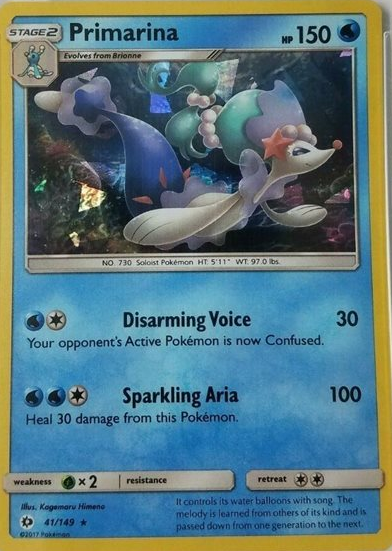 STAGE2 Primarina HP 150
Evolves from Brionne
NO. 730 Soloist Pokémon HT: 5'11" WT: 97.0 lbs.
Disarming Voice 30
Your opponent's Active Pokémon is now Confused.
Sparkling Aria 100
Heal 30 damage from this Pokémon.
weakness ×2 resistance retreat
Illus. Kagemaru Himeno
41/149 ★
©2017 Pokémon
It controls its water balloons with song. The
melody is learned from others of its kind and is
passed down from one generation to the next.